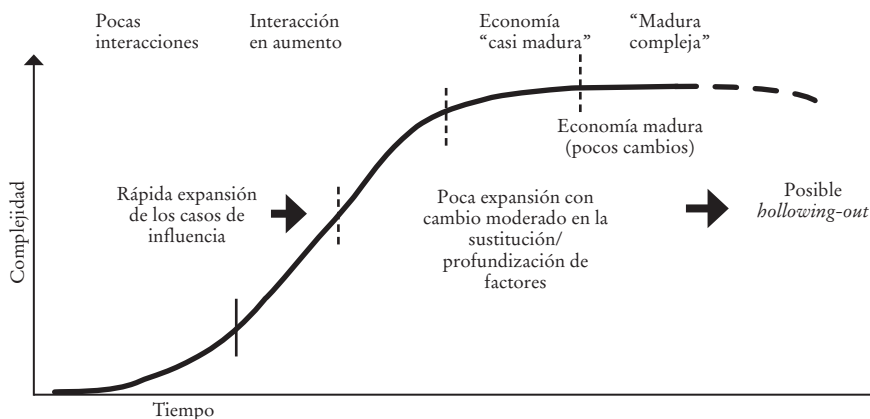 Pocas
interacciones
Interacción
en aumento
Economía
“casi madura”
“Madura
compleja”
Economía madura
(pocos cambios)
Rápida expansión
de los casos de
influencia
Poca expansión con
cambio moderado en la
sustitución/
profundización de
factores
Posible
hollowing-out
Complejidad
Tiempo